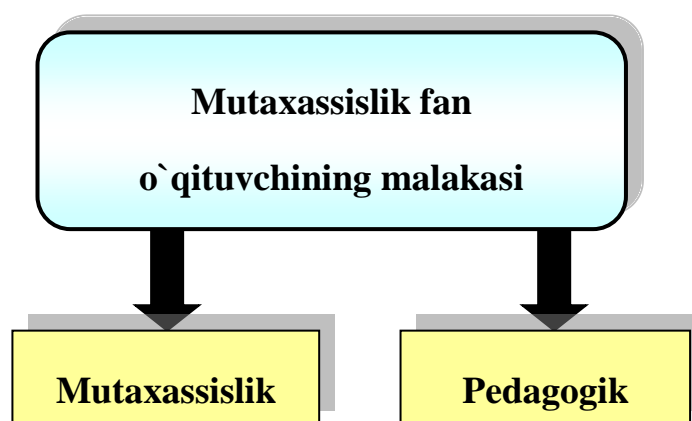 Mutaxassislik fan
o`qituvchining malakasi
Mutaxassislik
Pedagogik